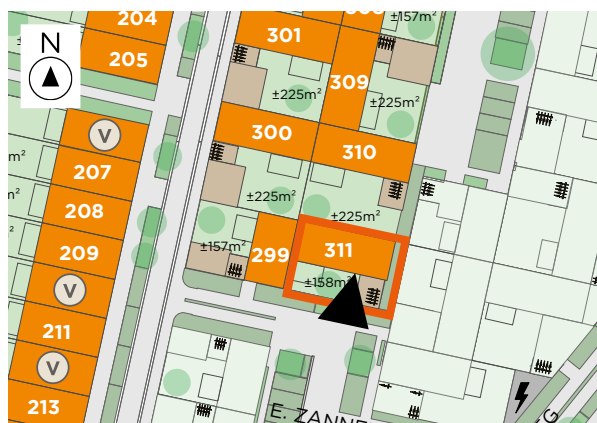 204
±157m²
N
301
205
309
±225m²
±225m²
V
300
310
207
±225m²
208
±225m²
±157m²
209
299
311
±158m²
V
211
V
213
E. ZANNE
G